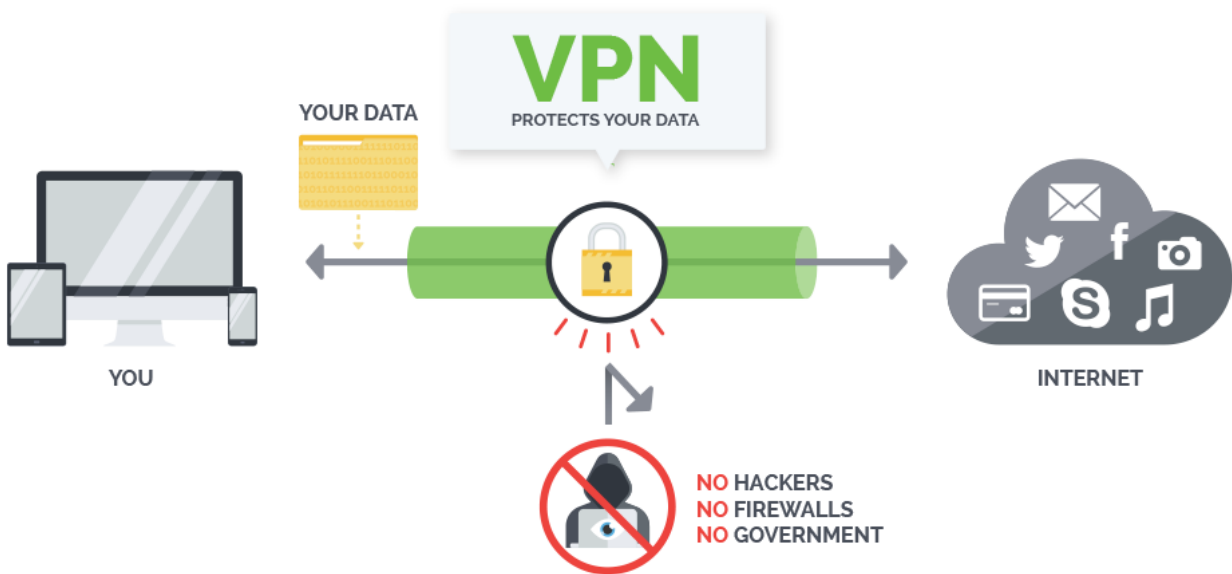 VPN
PROTECTS YOUR DATA
YOUR DATA
YOU
INTERNET
NO HACKERS
NO FIREWALLS
NO GOVERNMENT